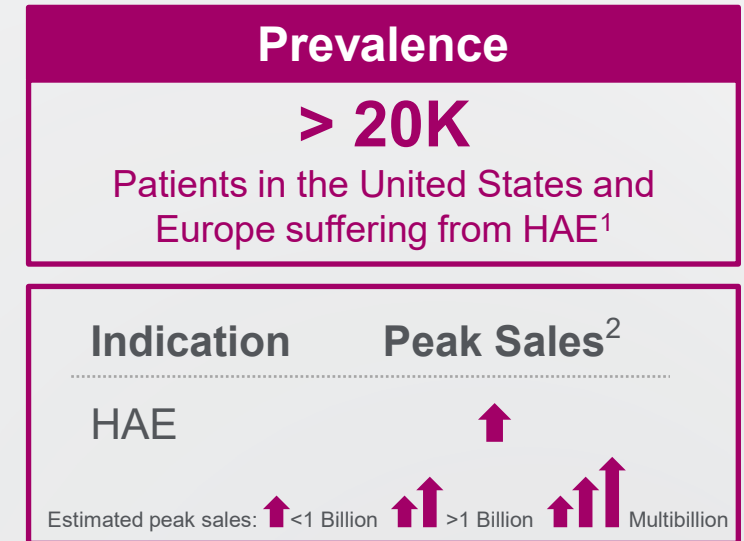 Prevalence
> 20K
Patients in the United States and
Europe suffering from HAE¹
Indication Peak Sales²
HAE
Estimated peak sales: <1 Billion >1 Billion Multibillion